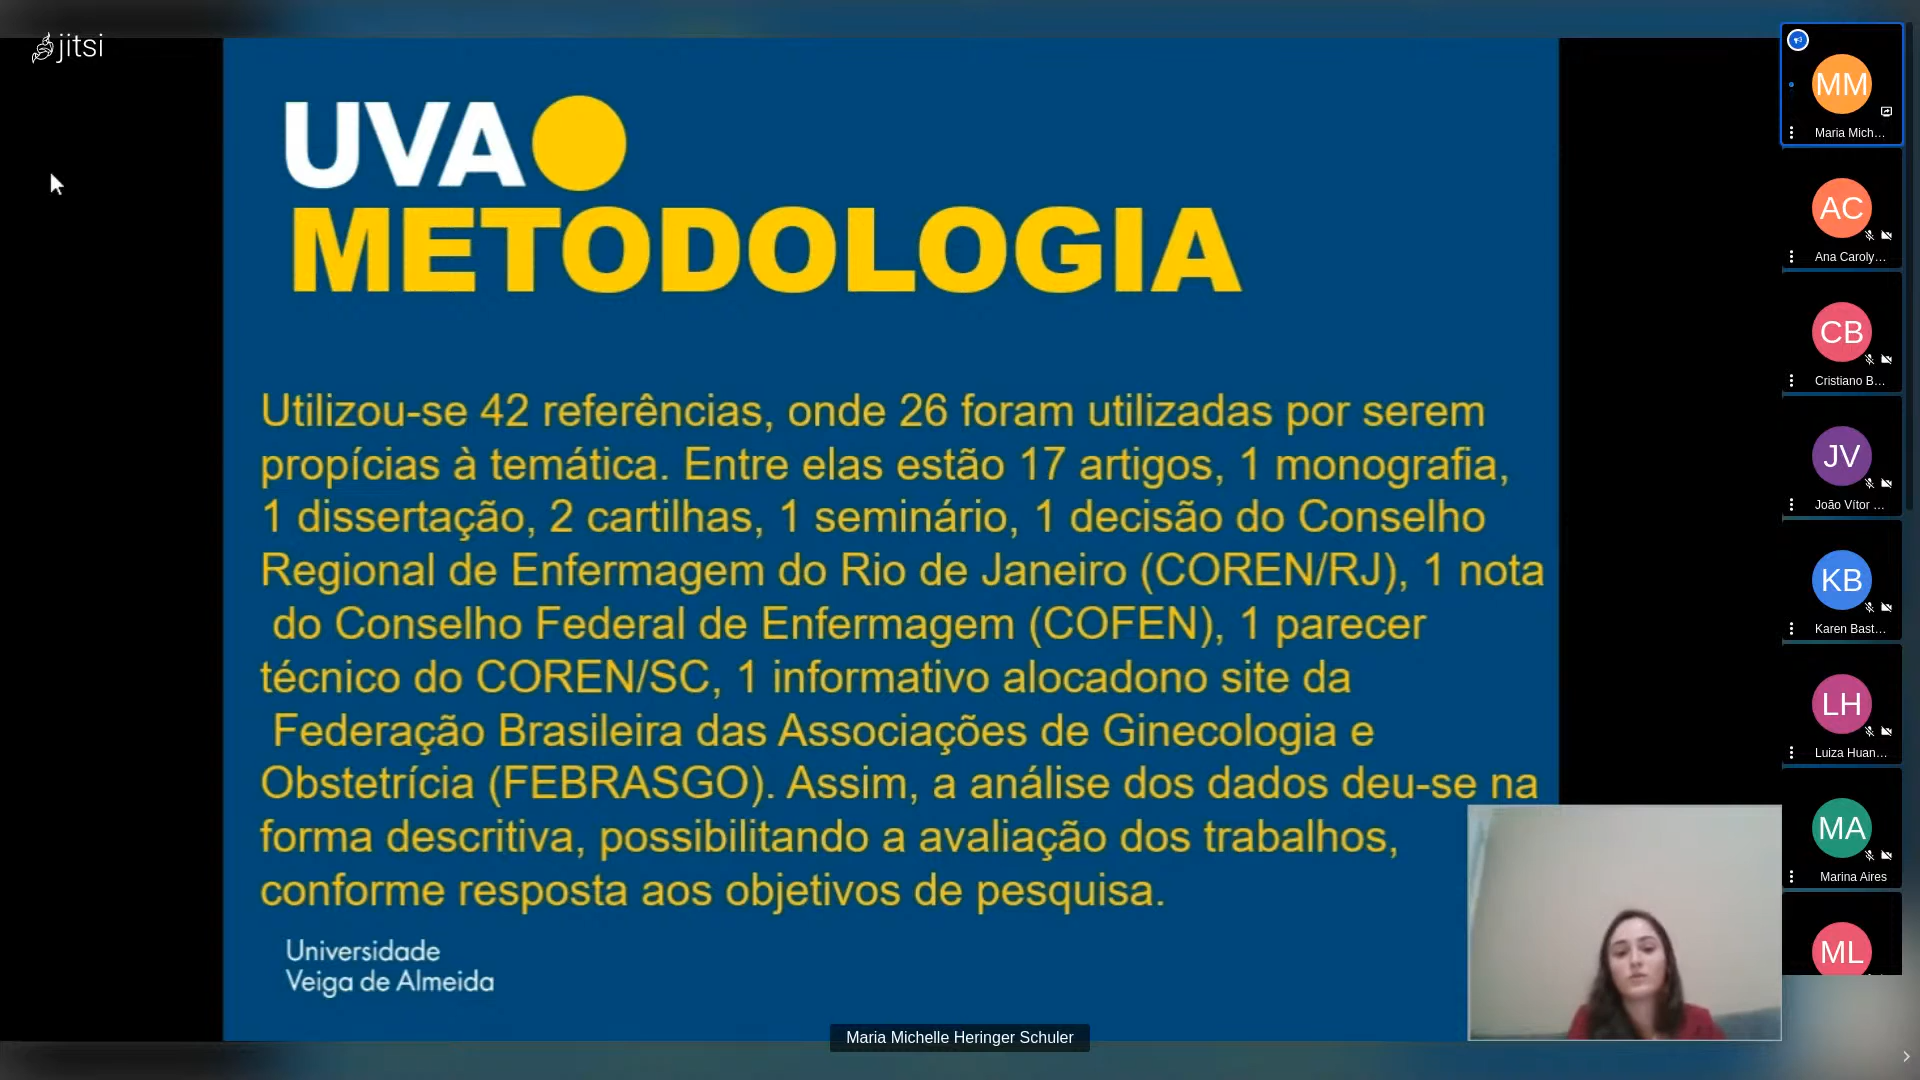 jitsi
UVA
METODOLOGIA
Utilizou-se 42 referências, onde 26 foram utilizadas por serem
propícias à temática. Entre elas estão 17 artigos, 1 monografia,
1 dissertação, 2 cartilhas, 1 seminário, 1 decisão do Conselho
Regional de Enfermagem do Rio de Janeiro (COREN/RJ), 1 nota
do Conselho Federal de Enfermagem (COFEN), 1 parecer
técnico do COREN/SC, 1 informativo alocadono site da
Federação Brasileira das Associações de Ginecologia e
Obstetrícia (FEBRASGO). Assim, a análise dos dados deu-se na
forma descritiva, possibilitando a avaliação dos trabalhos,
conforme resposta aos objetivos de pesquisa.
Universidade
Veiga de Almeida
Maria Michelle Heringer Schuler
MM
Maria Mich...
AC
Ana Caroly...
CB
Cristiano B...
JV
João Vítor ...
KB
Karen Bast...
LH
Luiza Huan...
MA
Marina Aires
ML